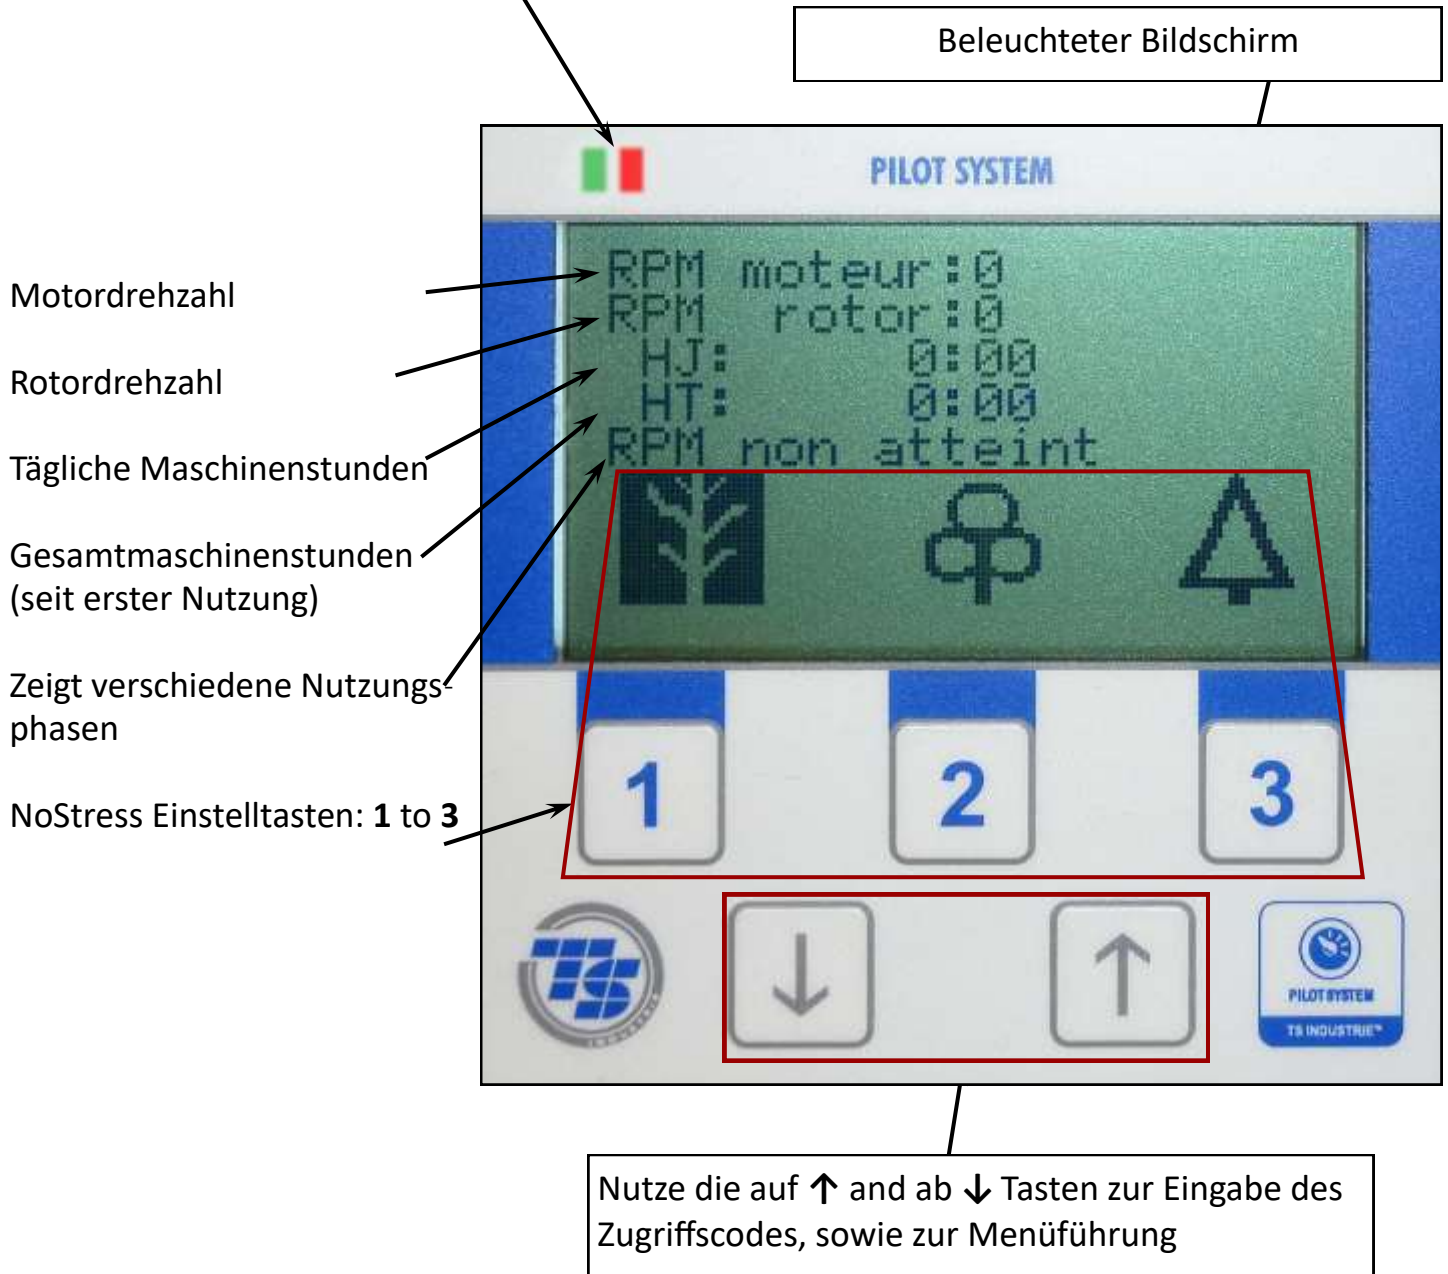 Beleuchteter Bildschirm
PILOT SYSTEM
RPM moteur:0
RPM rotor:0
HJ: 0:00
HT: 0:00
RPM non atteint
Motordrehzahl
Rotordrehzahl
Tägliche Maschinenstunden
Gesamtmaschinenstunden
(seit erster Nutzung)
Zeigt verschiedene Nutzungs-
phasen
NoStress Einstelltasten: 1 to 3
1 2 3
TS
INDUSTRIE
↓ ↑
PILOT SYSTEM
TS INDUSTRIE™
Nutze die auf ↑ and ab ↓ Tasten zur Eingabe des
Zugriffscodes, sowie zur Menüführung